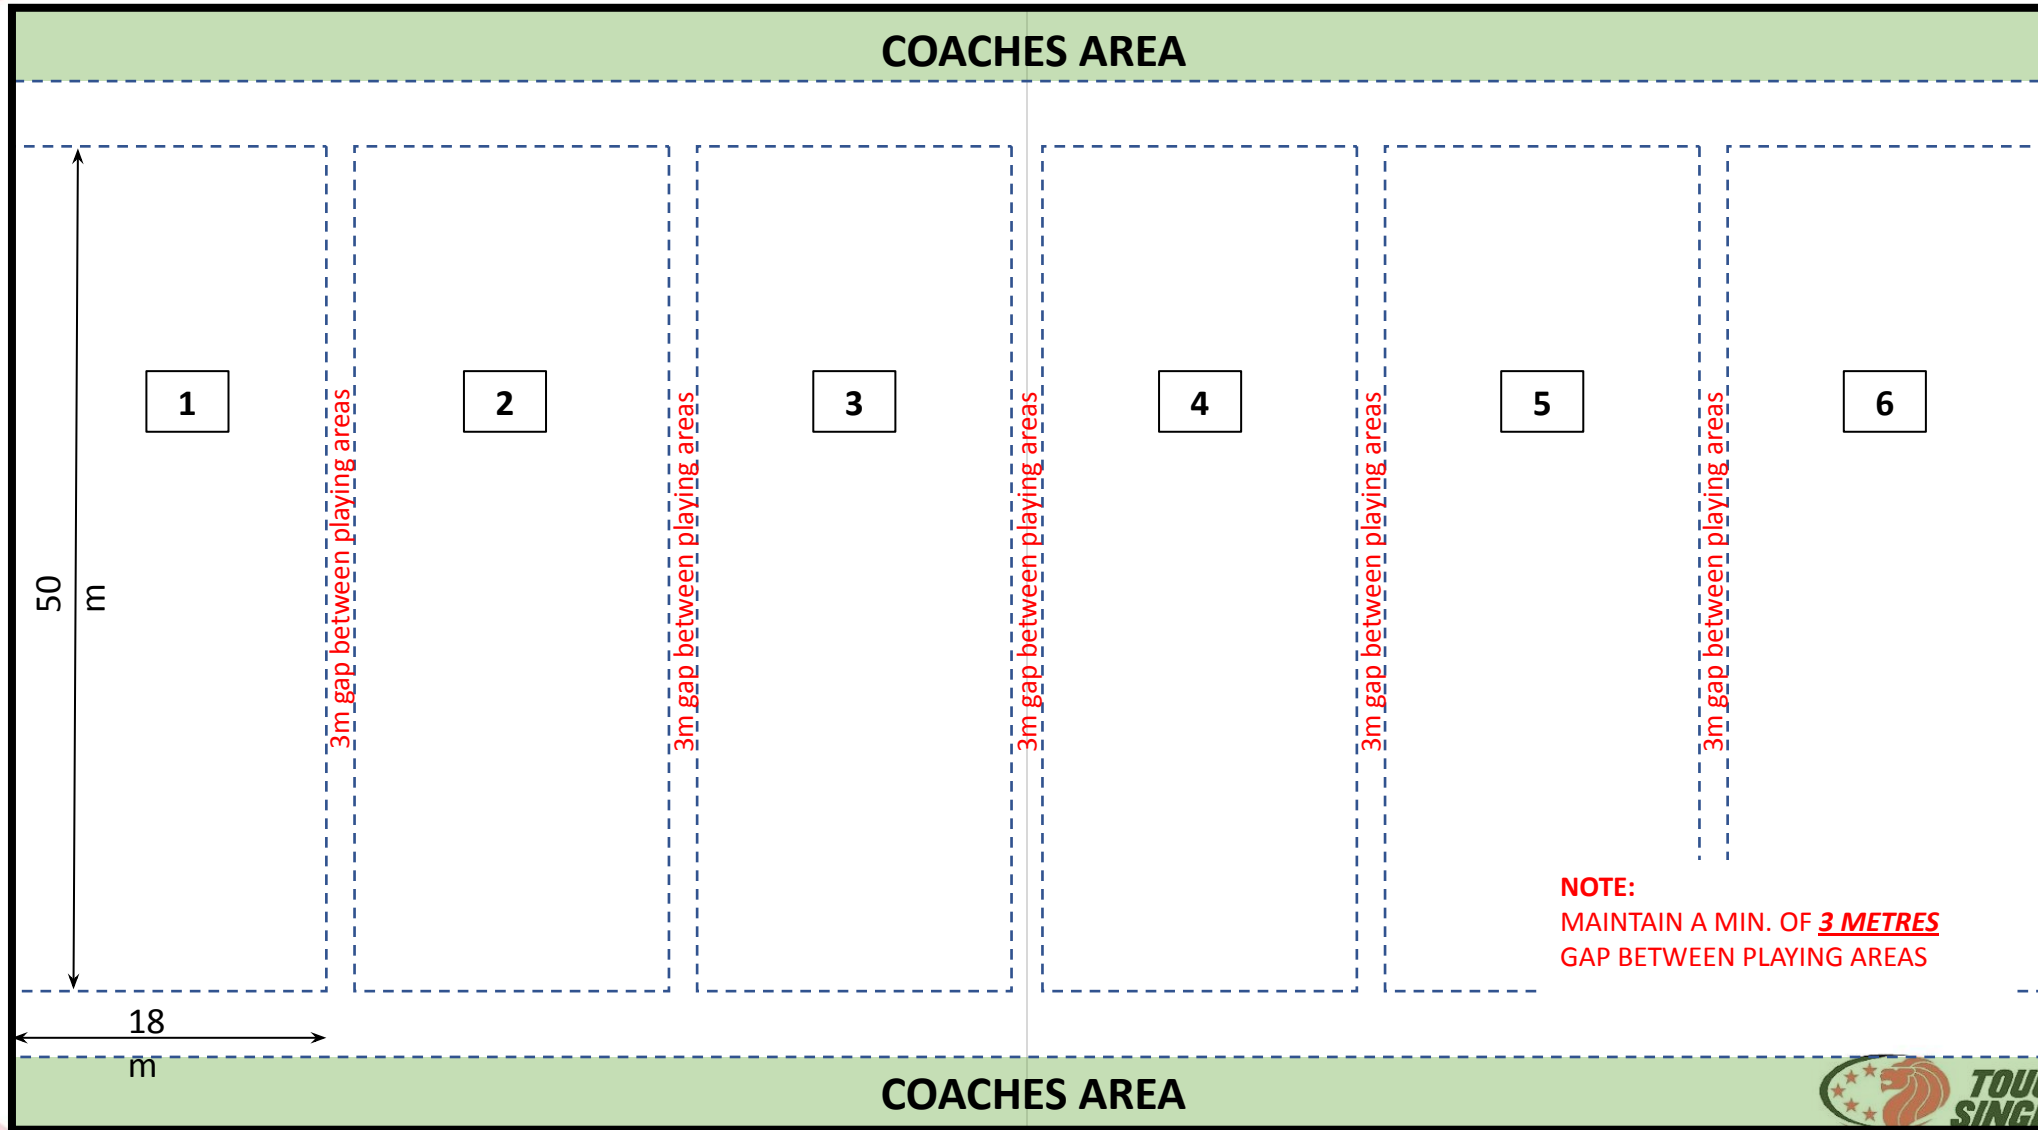 COACHES AREA
1
2
3
4
5
6
3m gap between playing areas
3m gap between playing areas
3m gap between playing areas
3m gap between playing areas
3m gap between playing areas
50
m
NOTE:
MAINTAIN A MIN. OF 3 METRES
GAP BETWEEN PLAYING AREAS
18
m
COACHES AREA